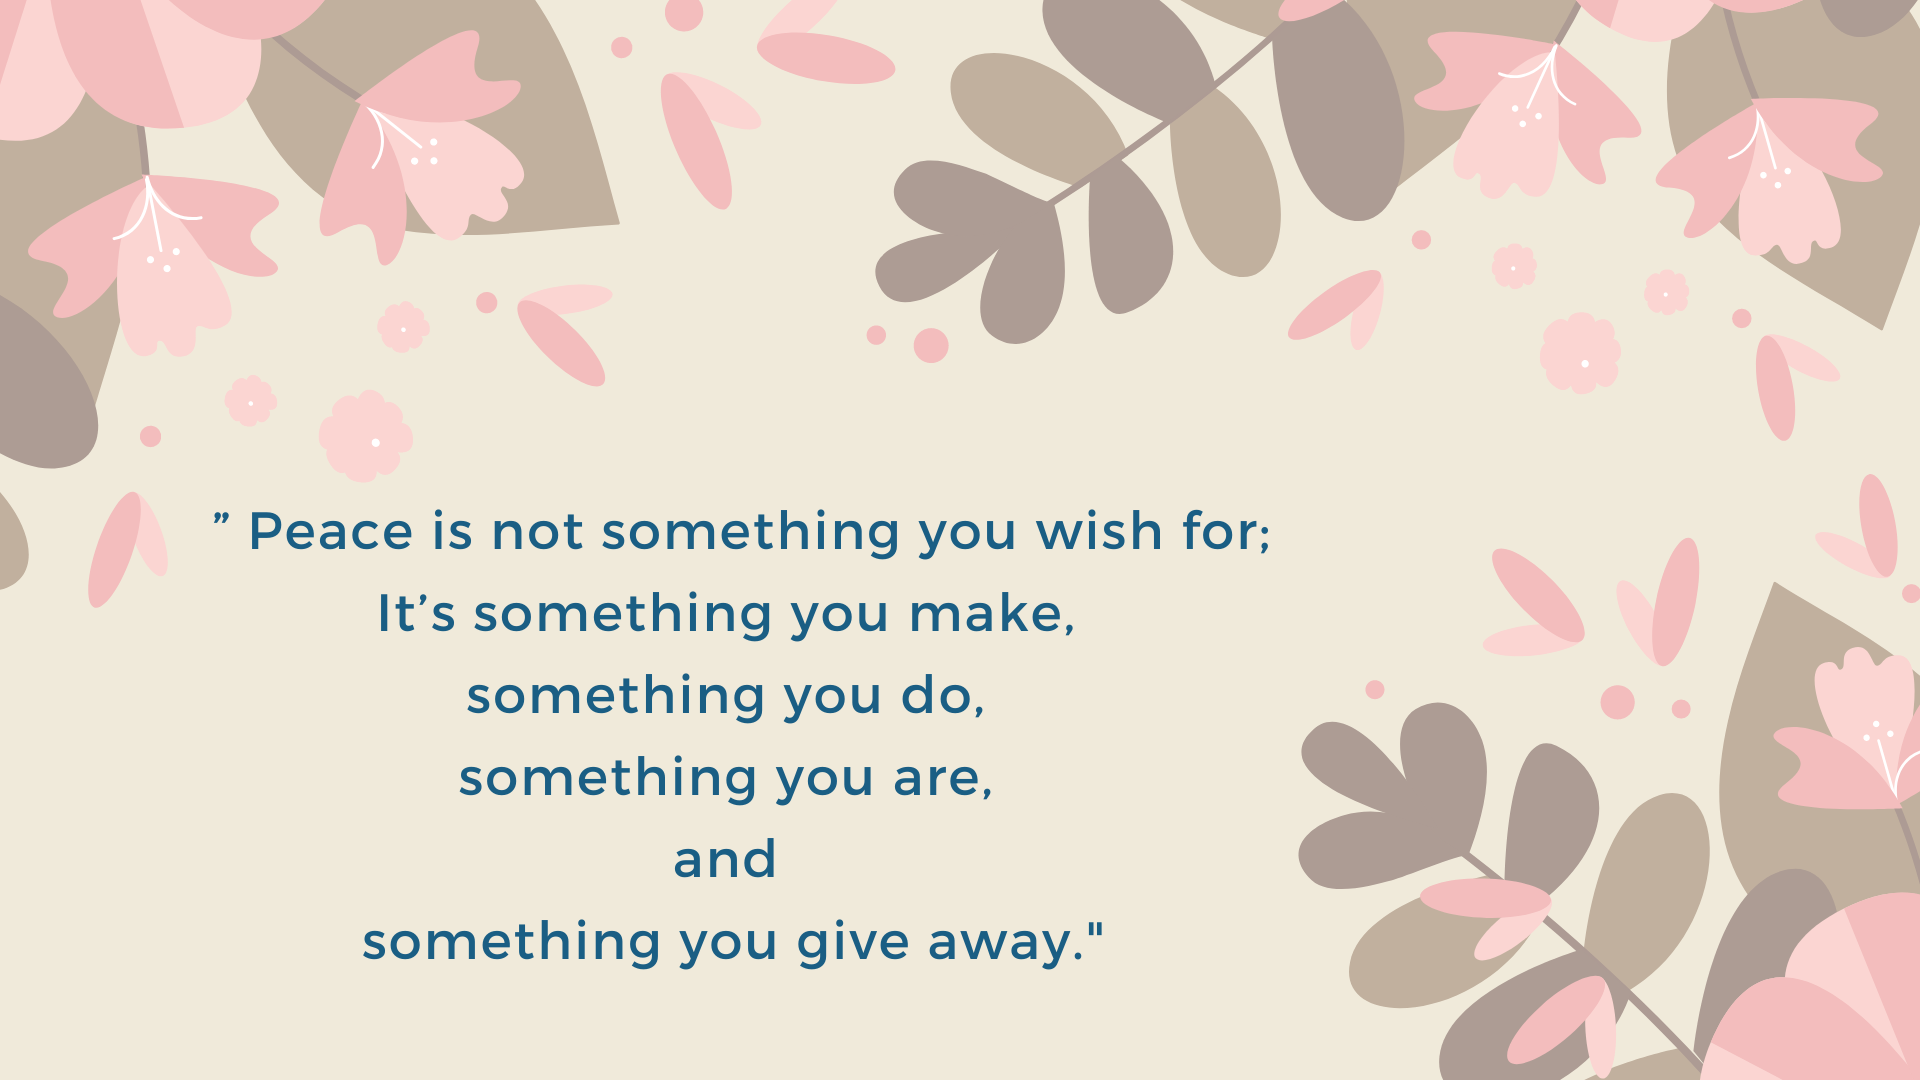 ” Peace is not something you wish for;
It’s something you make,
something you do,
something you are,
and
something you give away."